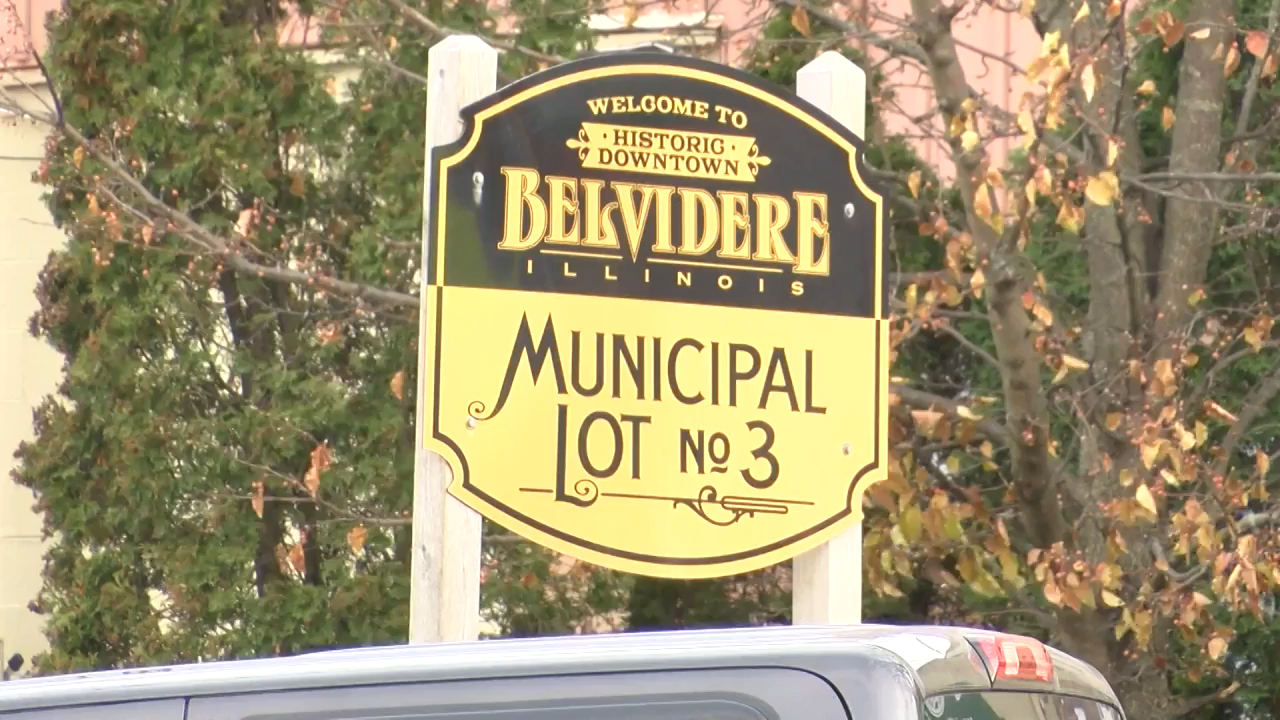 WELCOME TO
· HISTORIC ·
DOWNTOWN
BELVIDERE
ILLINOIS
MUNICIPAL
LOT No 3